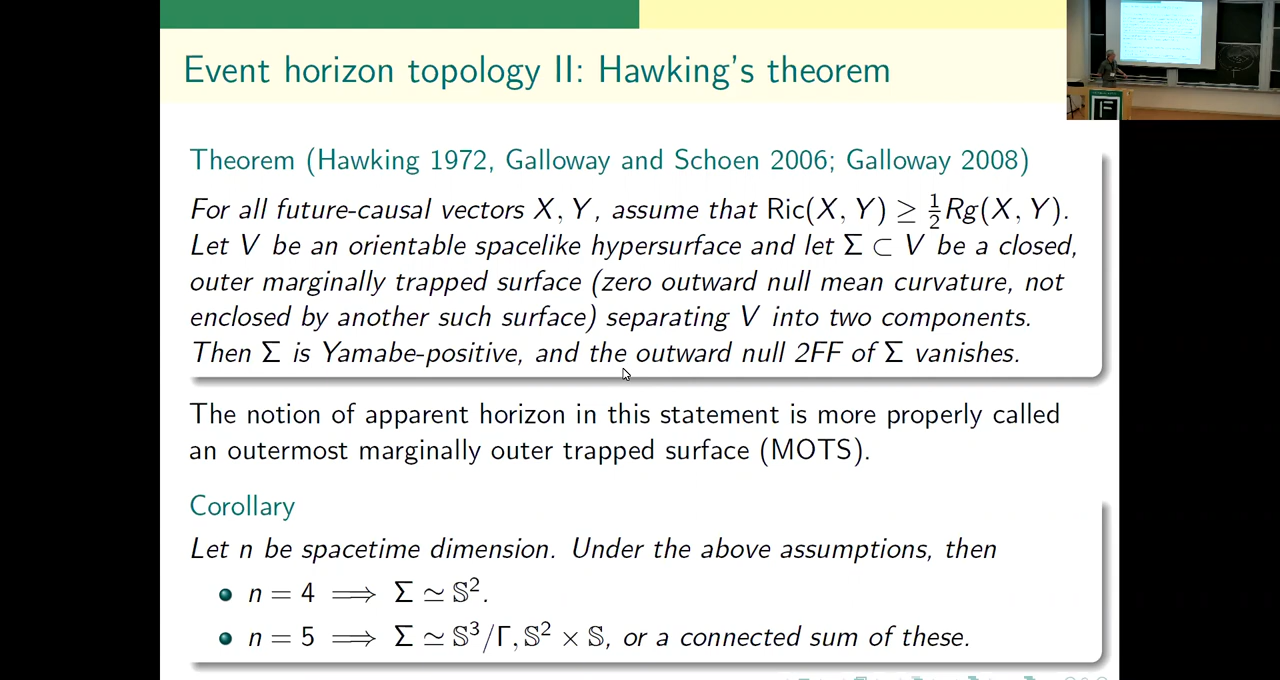 Event horizon topology II: Hawking's theorem
Theorem (Hawking 1972, Galloway and Schoen 2006; Galloway 2008)
For all future-causal vectors X, Y, assume that Ric(X, Y) ≥ ½Rg(X, Y).
Let V be an orientable spacelike hypersurface and let Σ ⊂ V be a closed,
outer marginally trapped surface (zero outward null mean curvature, not
enclosed by another such surface) separating V into two components.
Then Σ is Yamabe-positive, and the outward null 2FF of Σ vanishes.
The notion of apparent horizon in this statement is more properly called
an outermost marginally outer trapped surface (MOTS).
Corollary
Let n be spacetime dimension. Under the above assumptions, then
n = 4 ⟹ Σ ≃ 𝕊².
n = 5 ⟹ Σ ≃ 𝕊³/Γ, 𝕊² × 𝕊, or a connected sum of these.